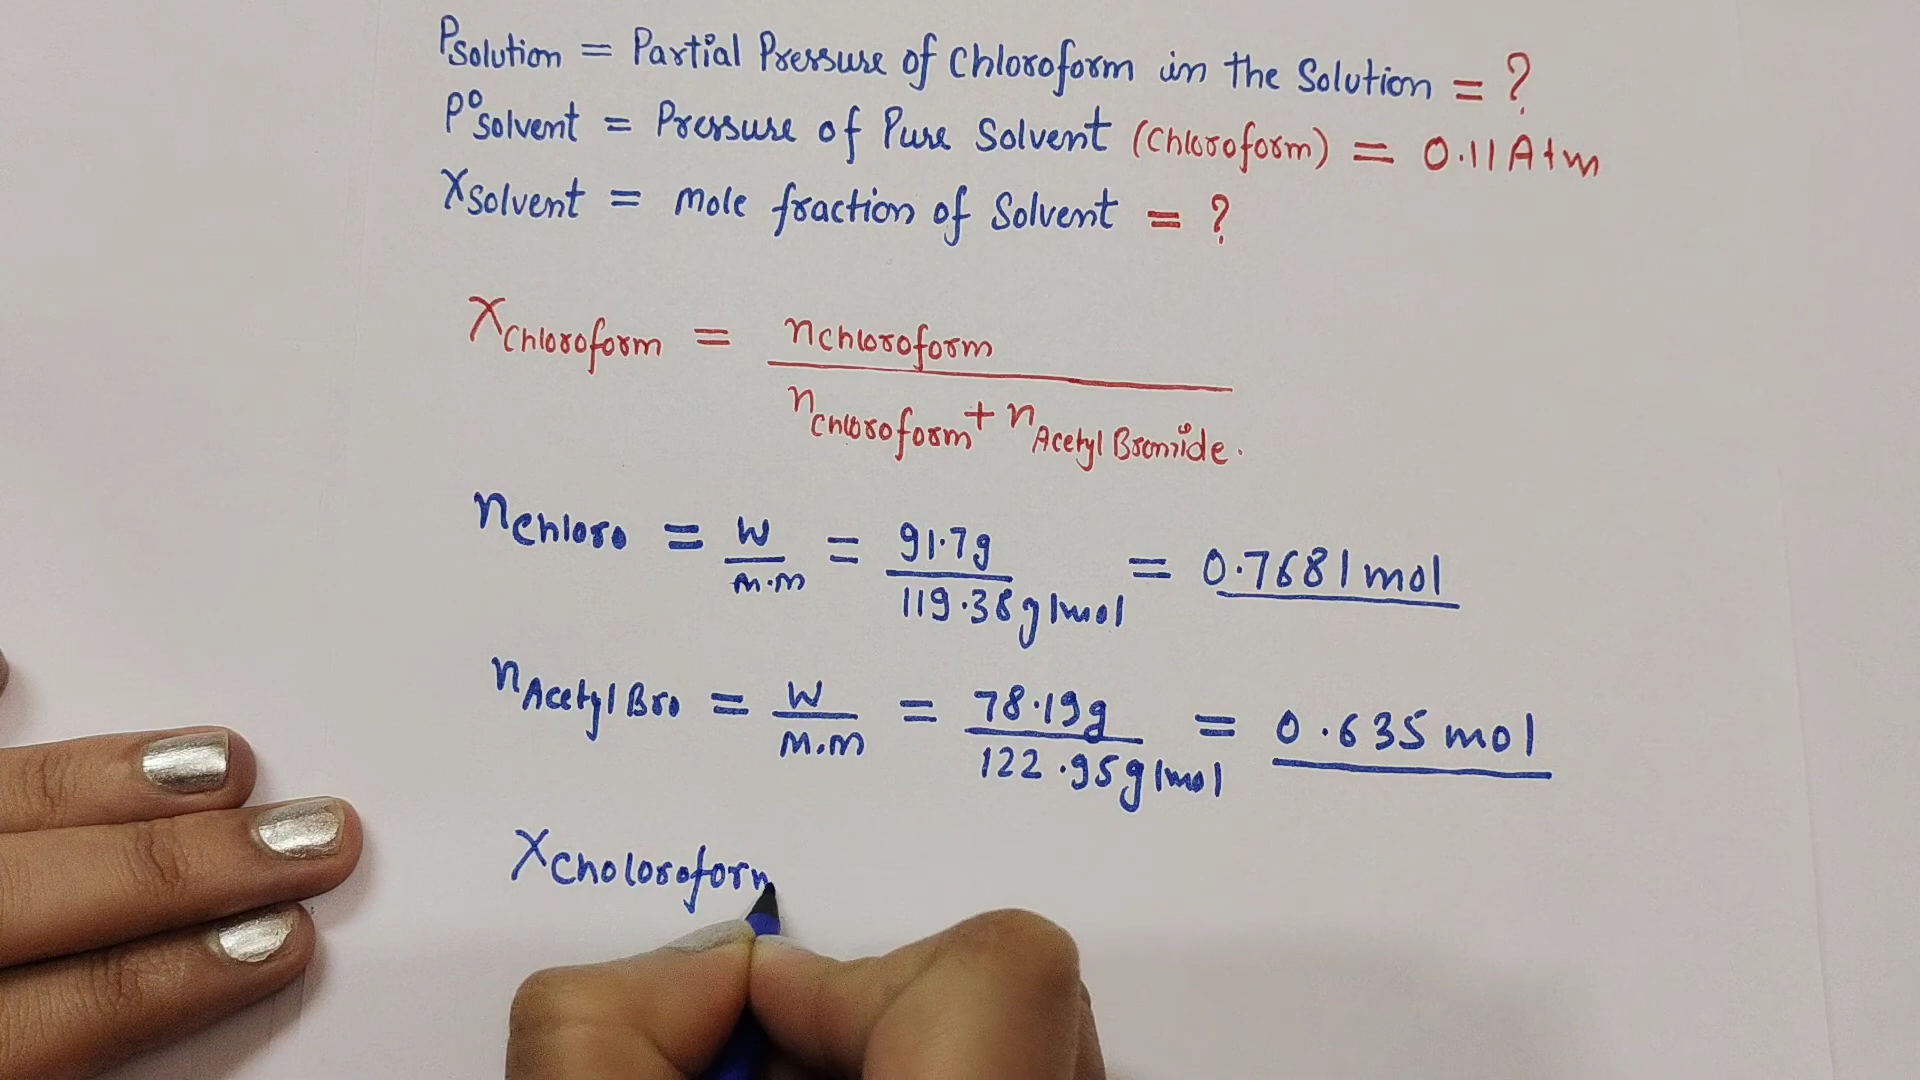 Psolution = Partial Pressure of Chloroform in the Solution = ?
P°solvent = Pressure of Pure Solvent (Chloroform) = 0.11 Atm
Xsolvent = mole fraction of Solvent = ?
XChloroform = nchloroform / nchloroform + nAcetyl Bromide.
nchloro = W/m.m = 91.7g/119.38g/mol = 0.7681 mol
nAcetyl Bro = W/M.m = 78.19g/122.95g/mol = 0.635 mol
XCholoroform